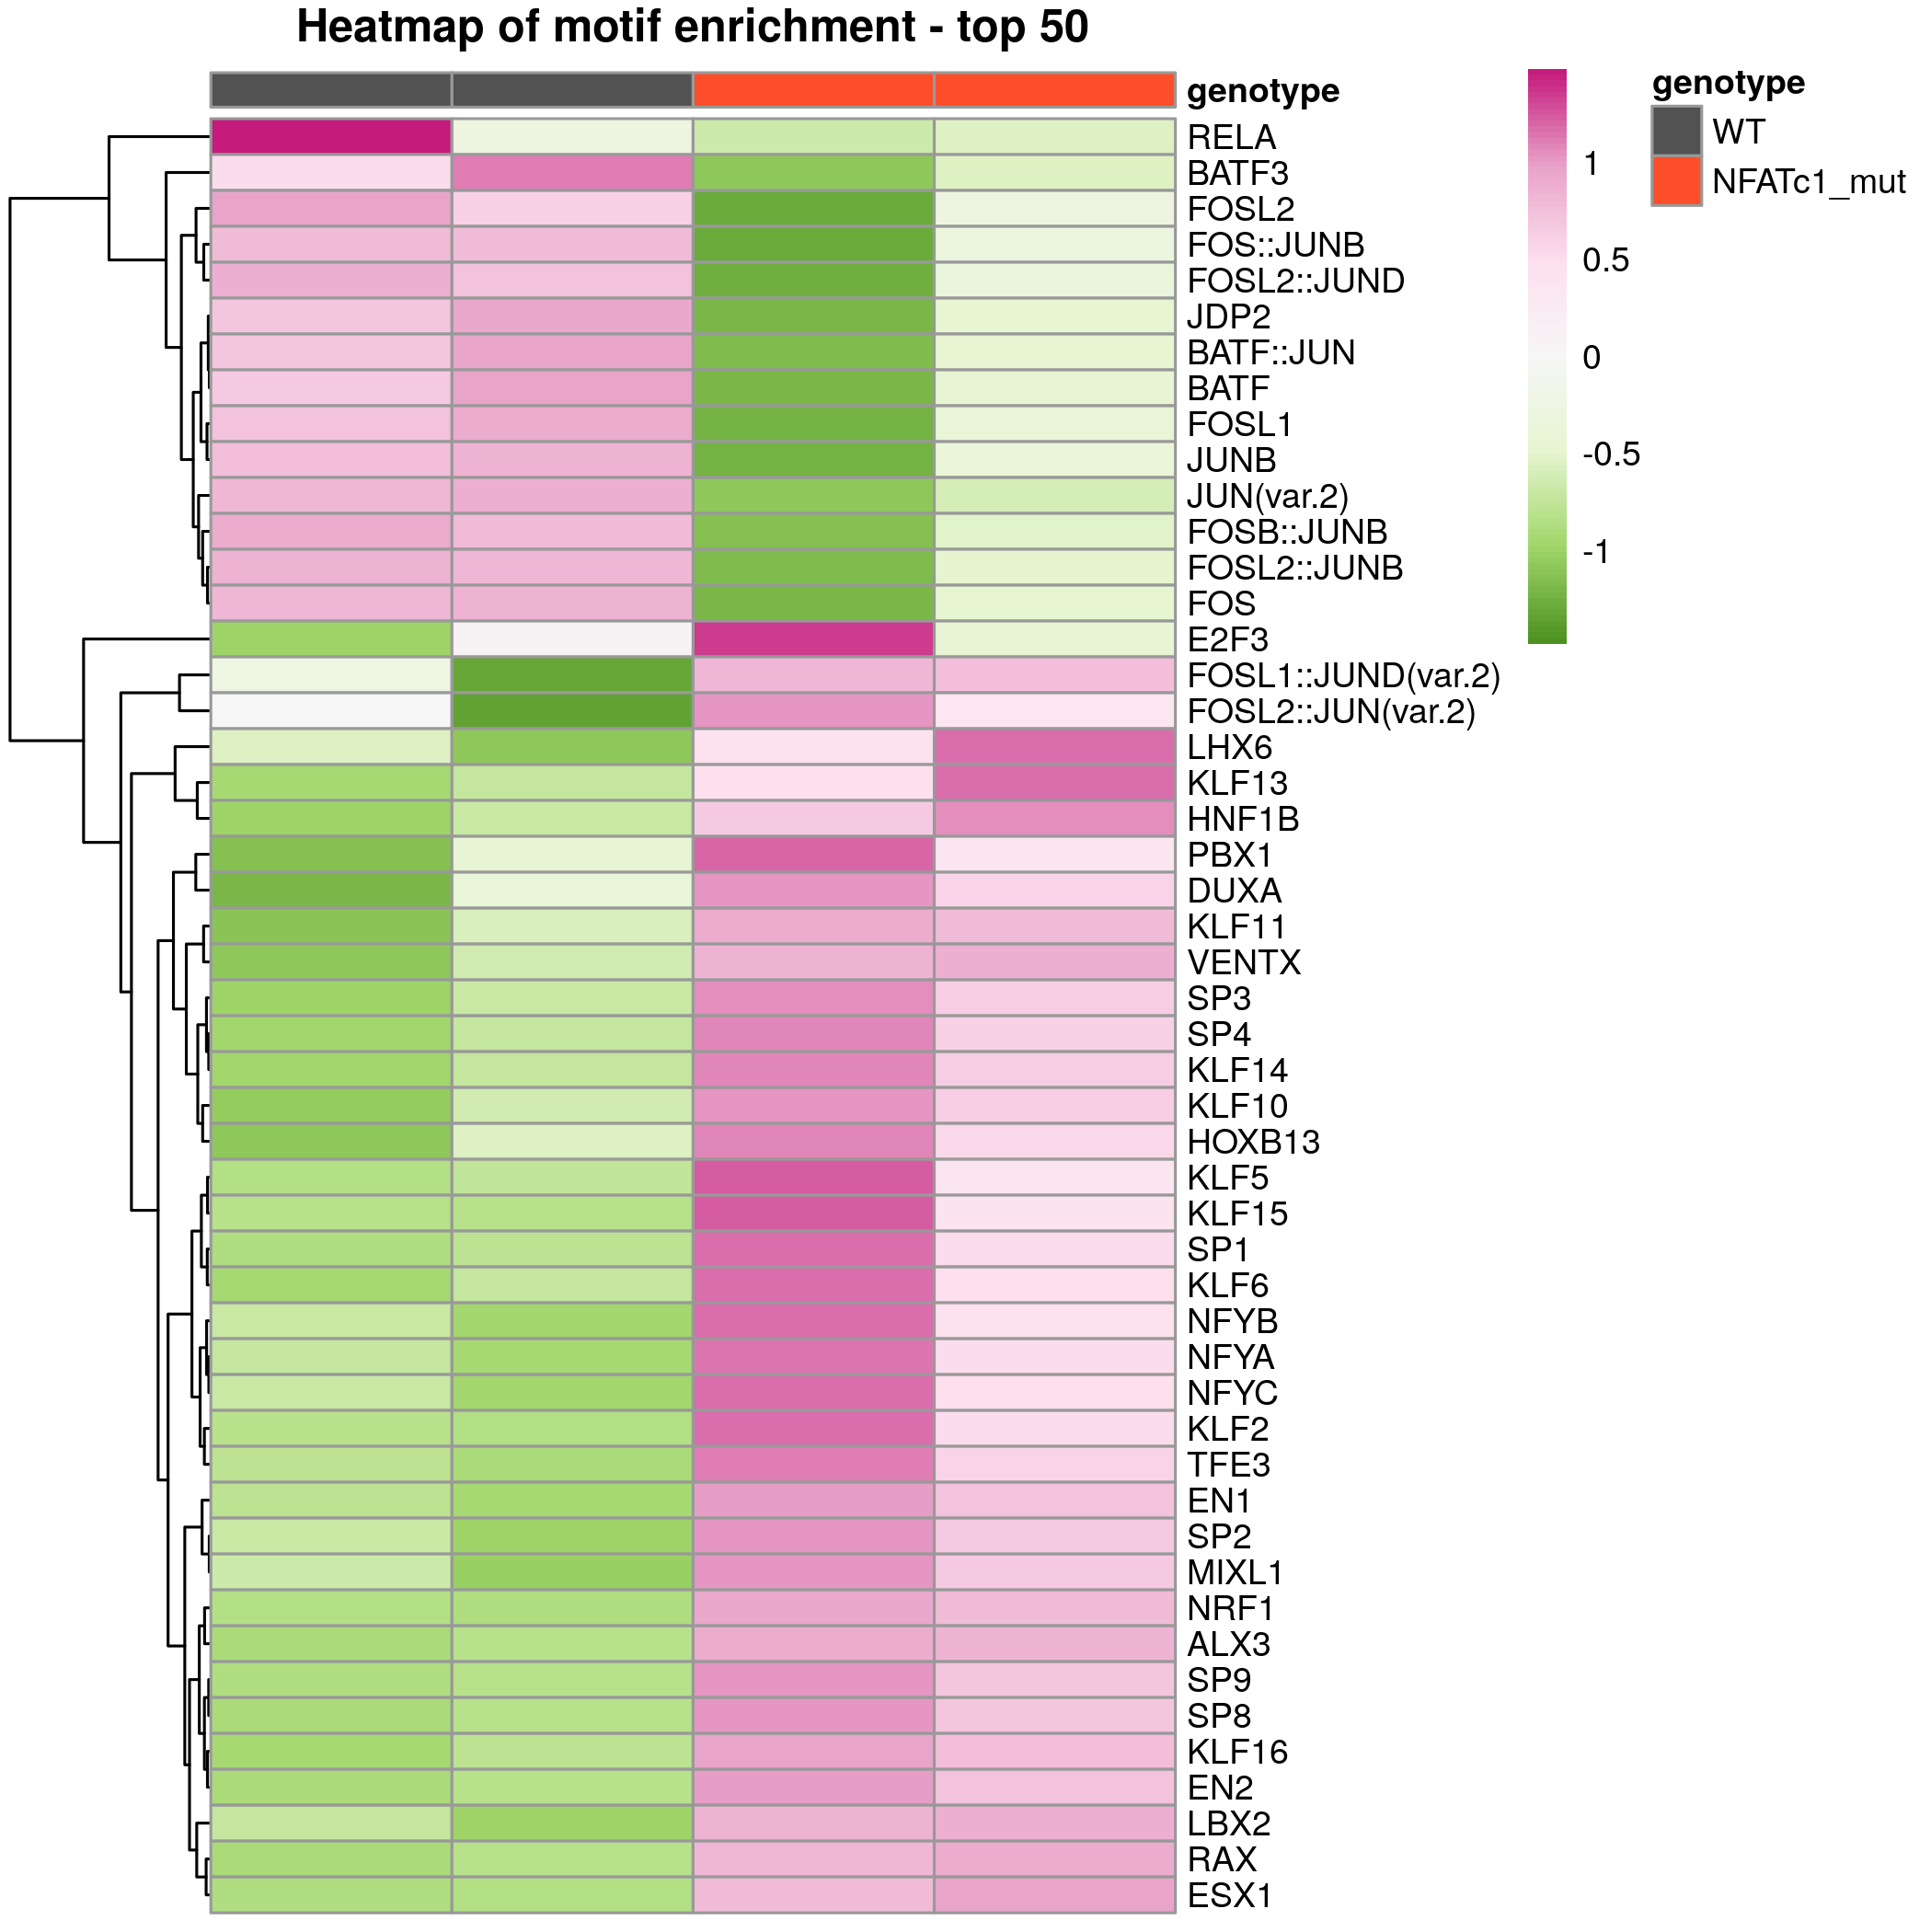 Heatmap of motif enrichment - top 50
genotype
RELA
BATF3
FOSL2
FOS::JUNB
FOSL2::JUND
JDP2
BATF::JUN
BATF
FOSL1
JUNB
JUN(var.2)
FOSB::JUNB
FOSL2::JUNB
FOS
E2F3
FOSL1::JUND(var.2)
FOSL2::JUN(var.2)
LHX6
KLF13
HNF1B
PBX1
DUXA
KLF11
VENTX
SP3
SP4
KLF14
KLF10
HOXB13
KLF5
KLF15
SP1
KLF6
NFYB
NFYA
NFYC
KLF2
TFE3
EN1
SP2
MIXL1
NRF1
ALX3
SP9
SP8
KLF16
EN2
LBX2
RAX
ESX1
1
0.5
0
-0.5
-1
genotype
WT
NFATc1_mut